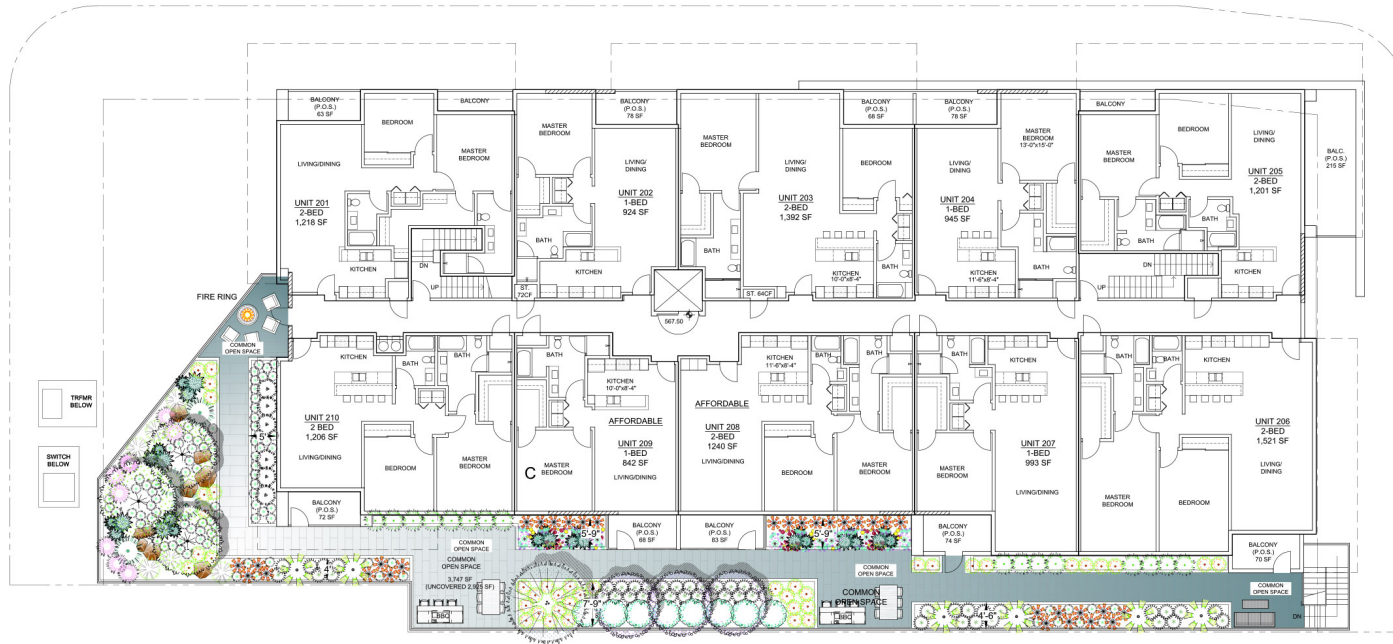 BALCONY
(P.O.S.)
63 SF
BEDROOM
BALCONY
MASTER
BEDROOM
LIVING/DINING
UNIT 201
2-BED
1,218 SF
KITCHEN
DN
UP
MASTER
BEDROOM
BALCONY
(P.O.S.)
78 SF
LIVING/
DINING
UNIT 202
1-BED
924 SF
BATH
KITCHEN
ST.
72CF
MASTER
BEDROOM
LIVING/
DINING
UNIT 203
2-BED
1,392 SF
BALCONY
(P.O.S.)
68 SF
BEDROOM
BATH
KITCHEN
10'-0"x8'-4"
BATH
ST. 64CF
567.50
BALCONY
(P.O.S.)
78 SF
MASTER
BEDROOM
13'-0"x15'-0"
LIVING/
DINING
UNIT 204
1-BED
945 SF
KITCHEN
11'-6"x8'-4"
BATH
BALCONY
MASTER
BEDROOM
BEDROOM
LIVING/
DINING
UNIT 205
2-BED
1,201 SF
BATH
BATH
DN
UP
KITCHEN
BALC.
(P.O.S.)
215 SF
FIRE RING
COMMON
OPEN SPACE
TRFMR
BELOW
SWITCH
BELOW
5'
KITCHEN
BATH
BATH
UNIT 210
2 BED
1,206 SF
LIVING/DINING
BEDROOM
MASTER
BEDROOM
BALCONY
(P.O.S.)
72 SF
BATH
KITCHEN
10'-0"x8'-4"
AFFORDABLE
UNIT 209
1-BED
842 SF
C
MASTER
BEDROOM
LIVING/DINING
BALCONY
(P.O.S.)
68 SF
KITCHEN
11'-6"x8'-4"
BATH
BATH
AFFORDABLE
UNIT 208
2-BED
1240 SF
LIVING/DINING
BEDROOM
MASTER
BEDROOM
BALCONY
(P.O.S.)
83 SF
BATH
KITCHEN
UNIT 207
1-BED
993 SF
MASTER
BEDROOM
LIVING/DINING
BALCONY
(P.O.S.)
74 SF
BATH
BATH
KITCHEN
UNIT 206
2-BED
1,521 SF
LIVING/
DINING
MASTER
BEDROOM
BEDROOM
BALCONY
(P.O.S.)
70 SF
5'-9"
5'-9"
COMMON
OPEN SPACE
COMMON
OPEN SPACE
3,747 SF
(UNCOVERED 2,925 SF)
4'
BBQ
7'-9"
COMMON
OPEN SPACE
COMMON
OPEN SPACE
BBQ
4'-6"
COMMON
OPEN SPACE
DN